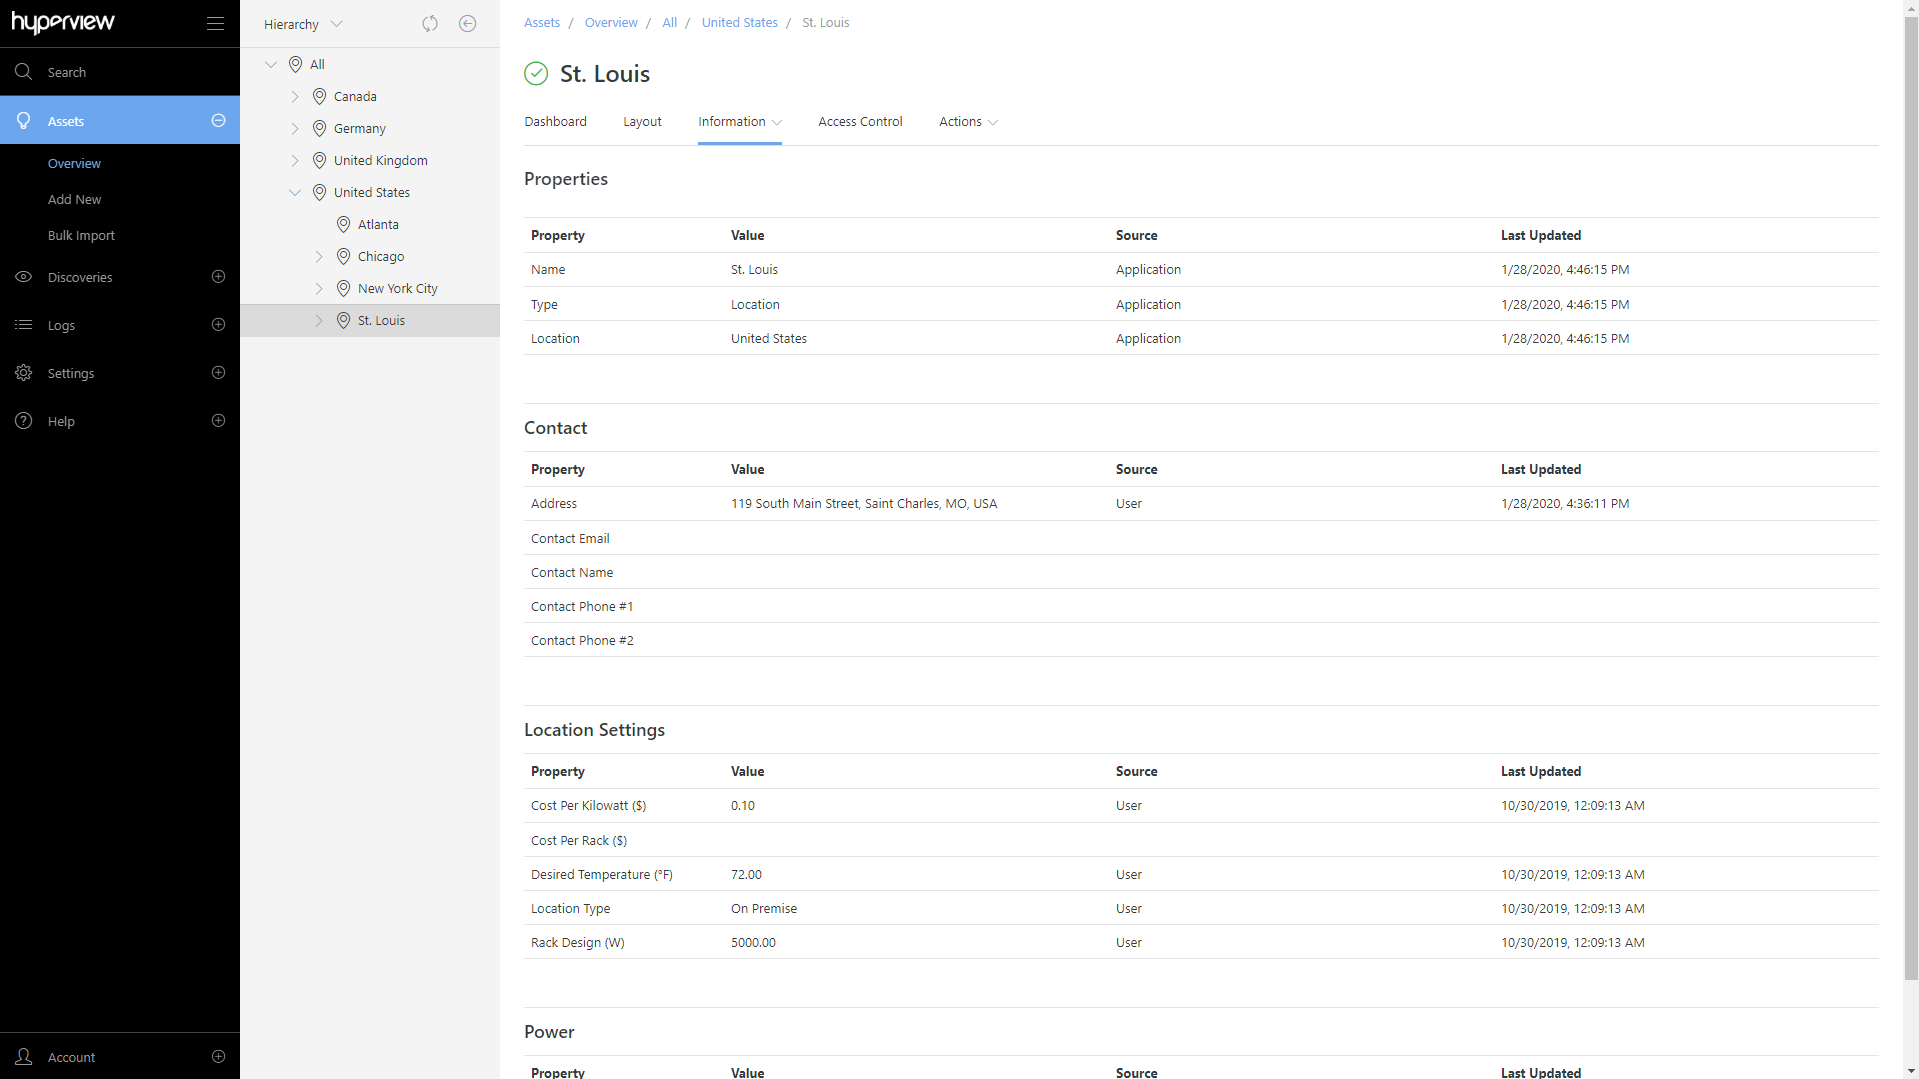 hyperview
Search
Assets
Overview
Add New
Bulk Import
Discoveries
Logs
Settings
Help
Account
Hierarchy
All
Canada
Germany
United Kingdom
United States
Atlanta
Chicago
New York City
St. Louis
Assets / Overview / All / United States / St. Louis
St. Louis
Dashboard Layout Information Access Control Actions
Properties
Property Value Source Last Updated
Name St. Louis Application 1/28/2020, 4:46:15 PM
Type Location Application 1/28/2020, 4:46:15 PM
Location United States Application 1/28/2020, 4:46:15 PM
Contact
Property Value Source Last Updated
Address 119 South Main Street, Saint Charles, MO, USA User 1/28/2020, 4:36:11 PM
Contact Email
Contact Name
Contact Phone #1
Contact Phone #2
Location Settings
Property Value Source Last Updated
Cost Per Kilowatt ($) 0.10 User 10/30/2019, 12:09:13 AM
Cost Per Rack ($)
Desired Temperature (°F) 72.00 User 10/30/2019, 12:09:13 AM
Location Type On Premise User 10/30/2019, 12:09:13 AM
Rack Design (W) 5000.00 User 10/30/2019, 12:09:13 AM
Power
Property Value Source Last Updated